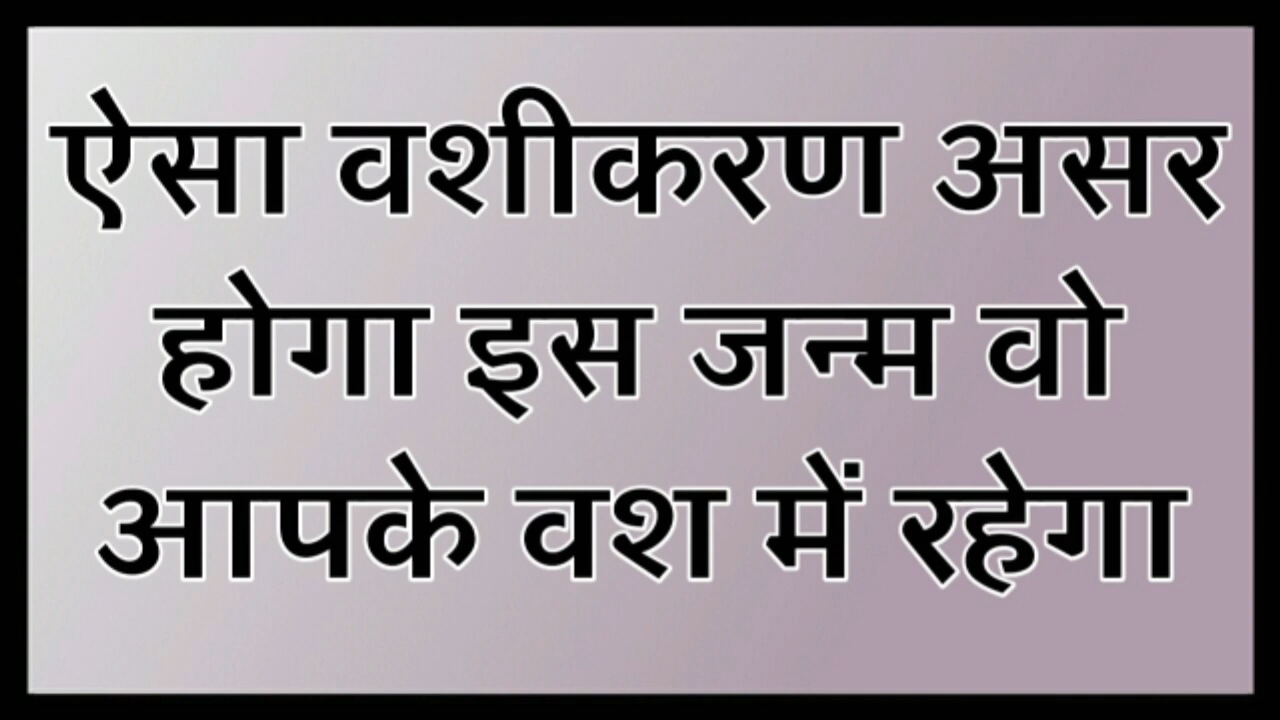 ऐसा वशीकरण असर
होगा इस जन्म वो
आपके वश में रहेगा